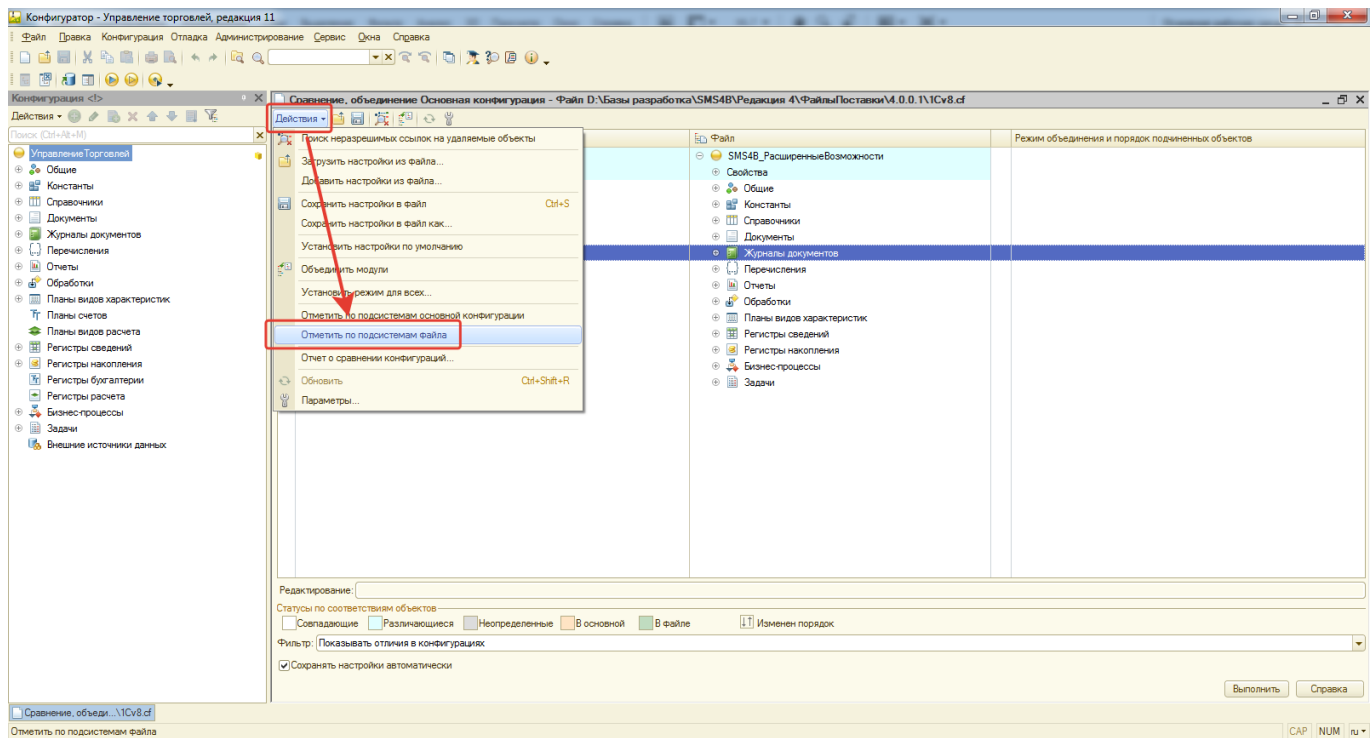 Конфигуратор - Управление торговлей, редакция 11
Файл Правка Конфигурация Отладка Администрирование Сервис Окна Справка
Конфигурация <!>
Действия
Поиск (Ctrl+Alt+M)
УправлениеТорговлей
Общие
Константы
Справочники
Документы
Журналы документов
Перечисления
Отчеты
Обработки
Планы видов характеристик
Планы счетов
Планы видов расчета
Регистры сведений
Регистры накопления
Регистры бухгалтерии
Регистры расчета
Бизнес-процессы
Задачи
Внешние источники данных
Сравнение, объединение Основная конфигурация - Файл D:\Базы разработка\SMS4B\Редакция 4\ФайлыПоставки\4.0.0.1\1Cv8.cf
Действия
Поиск неразрешимых ссылок на удаляемые объекты
Загрузить настройки из файла...
Добавить настройки из файла...
Сохранить настройки в файл Ctrl+S
Сохранить настройки в файл как...
Установить настройки по умолчанию
Объединить модули
Установить режим для всех...
Отметить по подсистемам основной конфигурации
Отметить по подсистемам файла
Отчет о сравнении конфигураций...
Обновить Ctrl+Shift+R
Параметры...
Файл
Режим объединения и порядок подчиненных объектов
SMS4B_РасширенныеВозможности
Свойства
Общие
Константы
Справочники
Документы
Журналы документов
Перечисления
Отчеты
Обработки
Планы видов характеристик
Регистры сведений
Регистры накопления
Бизнес-процессы
Задачи
Редактирование:
Статусы по соответствиям объектов
Совпадающие Различающиеся Неопределенные В основной В файле Изменен порядок
Фильтр: Показывать отличия в конфигурациях
Сохранять настройки автоматически
Выполнить Справка
Сравнение, объеди...\1Cv8.cf
Отметить по подсистемам файла
CAP NUM ru